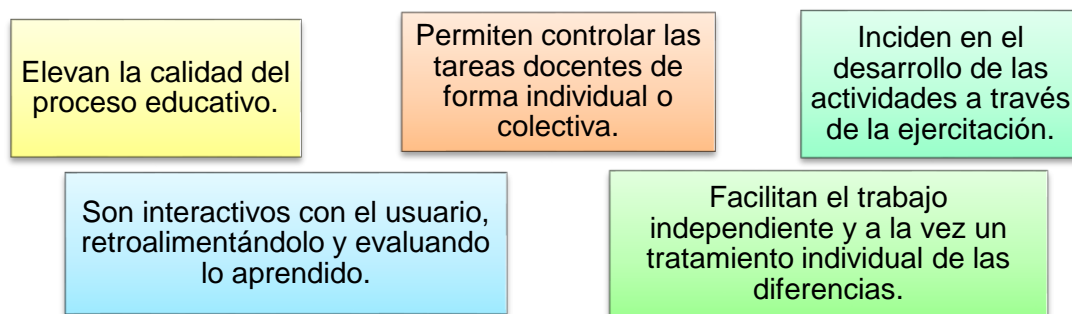 Elevan la calidad del
proceso educativo.
Permiten controlar las
tareas docentes de
forma individual o
colectiva.
Inciden en el
desarrollo de las
actividades a través
de la ejercitación.
Son interactivos con el usuario,
retroalimentándolo y evaluando
lo aprendido.
Facilitan el trabajo
independiente y a la vez un
tratamiento individual de las
diferencias.